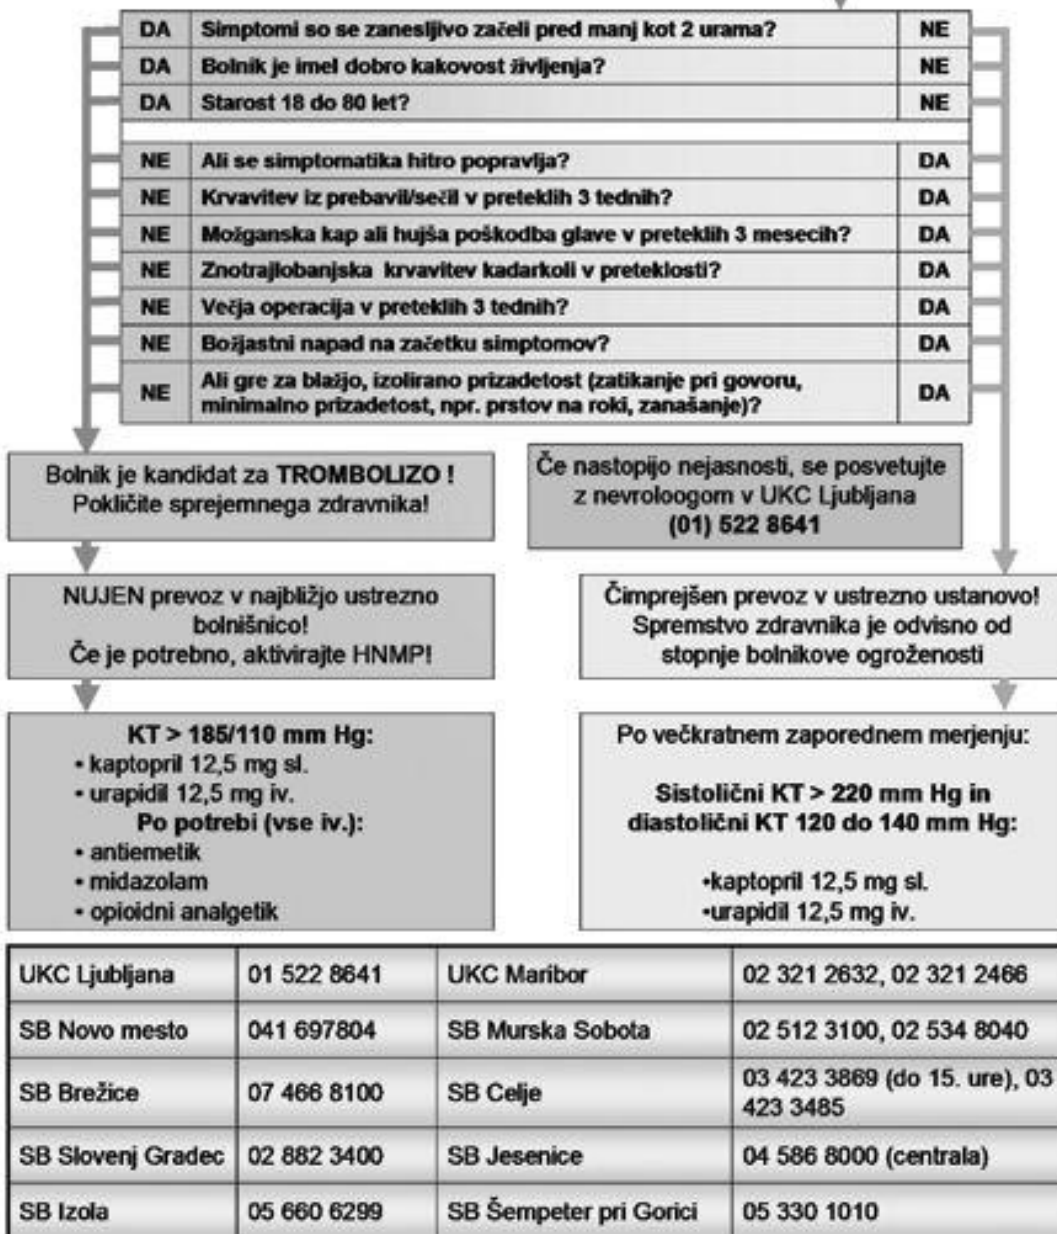 DA Simptomi so se zanesljivo začeli pred manj kot 2 urama? NE
DA Bolnik je imel dobro kakovost življenja? NE
DA Starost 18 do 80 let? NE
NE Ali se simptomatika hitro popravlja? DA
NE Krvavitev iz prebavil/sečil v preteklih 3 tednih? DA
NE Možganska kap ali hujša poškodba glave v preteklih 3 mesecih? DA
NE Znotrajlobanjska krvavitev kadarkoli v preteklosti? DA
NE Večja operacija v preteklih 3 tednih? DA
NE Božjastni napad na začetku simptomov? DA
NE Ali gre za blažjo, izolirano prizadetost (zatikanje pri govoru, DA
minimalno prizadetost, npr. prstov na roki, zanašanje)?
Bolnik je kandidat za TROMBOLIZO !
Pokličite sprejemnega zdravnika!
Če nastopijo nejasnosti, se posvetujte
z nevroloogom v UKC Ljubljana
(01) 522 8641
NUJEN prevoz v najbližjo ustrezno
bolnišnico!
Če je potrebno, aktivirajte HNMP!
Čimprejšen prevoz v ustrezno ustanovo!
Spremstvo zdravnika je odvisno od
stopnje bolnikove ogroženosti
KT > 185/110 mm Hg:
• kaptopril 12,5 mg sl.
• urapidil 12,5 mg iv.
Po potrebi (vse iv.):
• antiemetik
• midazolam
• opioidni analgetik
Po večkratnem zaporednem merjenju:
Sistolični KT > 220 mm Hg in
diastolični KT 120 do 140 mm Hg:
•kaptopril 12,5 mg sl.
•urapidil 12,5 mg iv.
UKC Ljubljana 01 522 8641 UKC Maribor 02 321 2632, 02 321 2466
SB Novo mesto 041 697804 SB Murska Sobota 02 512 3100, 02 534 8040
SB Brežice 07 466 8100 SB Celje 03 423 3869 (do 15. ure), 03
423 3485
SB Slovenj Gradec 02 882 3400 SB Jesenice 04 586 8000 (centrala)
SB Izola 05 660 6299 SB Šempeter pri Gorici 05 330 1010